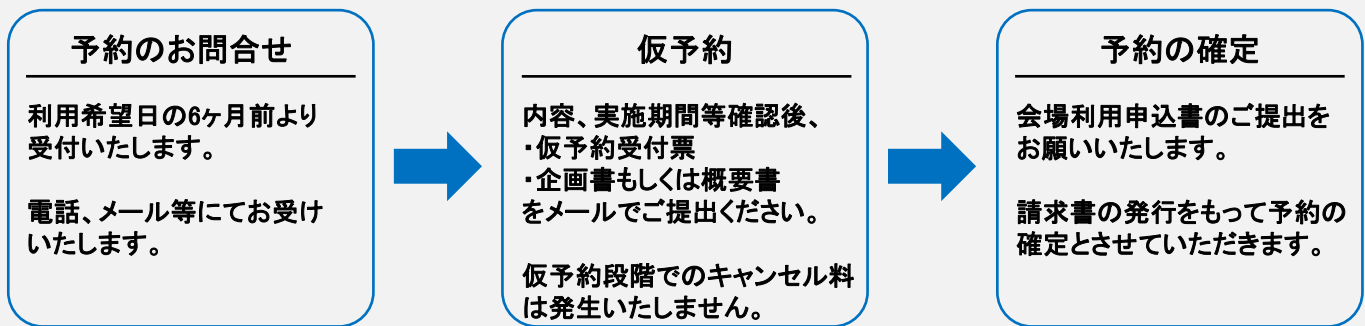 予約のお問合せ
利用希望日の6ヶ月前より
受付いたします。
電話、メール等にてお受け
いたします。
仮予約
内容、実施期間等確認後、
・仮予約受付票
・企画書もしくは概要書
をメールでご提出ください。
仮予約段階でのキャンセル料
は発生いたしません。
予約の確定
会場利用申込書のご提出を
お願いいたします。
請求書の発行をもって予約の
確定とさせていただきます。